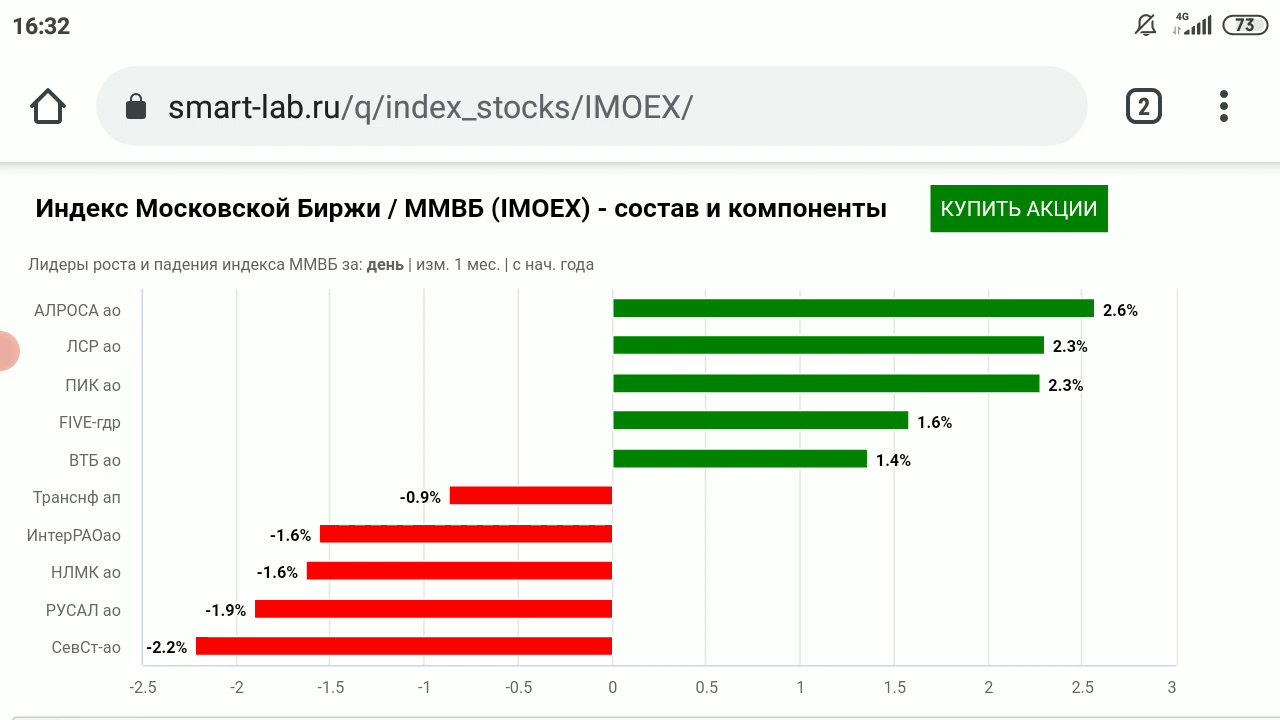 16:32
4G
73
smart-lab.ru/q/index_stocks/IMOEX/
2
Индекс Московской Биржи / ММВБ (IMOEX) - состав и компоненты
КУПИТЬ АКЦИИ
Лидеры роста и падения индекса ММВБ за: день | изм. 1 мес. | с нач. года
АЛРОСА ао 2.6%
ЛСР ао 2.3%
ПИК ао 2.3%
FIVE-гдр 1.6%
ВТБ ао 1.4%
Транснф ап -0.9%
ИнтерРАОао -1.6%
НЛМК ао -1.6%
РУСАЛ ао -1.9%
СевСт-ао -2.2%
-2.5 -2 -1.5 -1 -0.5 0 0.5 1 1.5 2 2.5 3